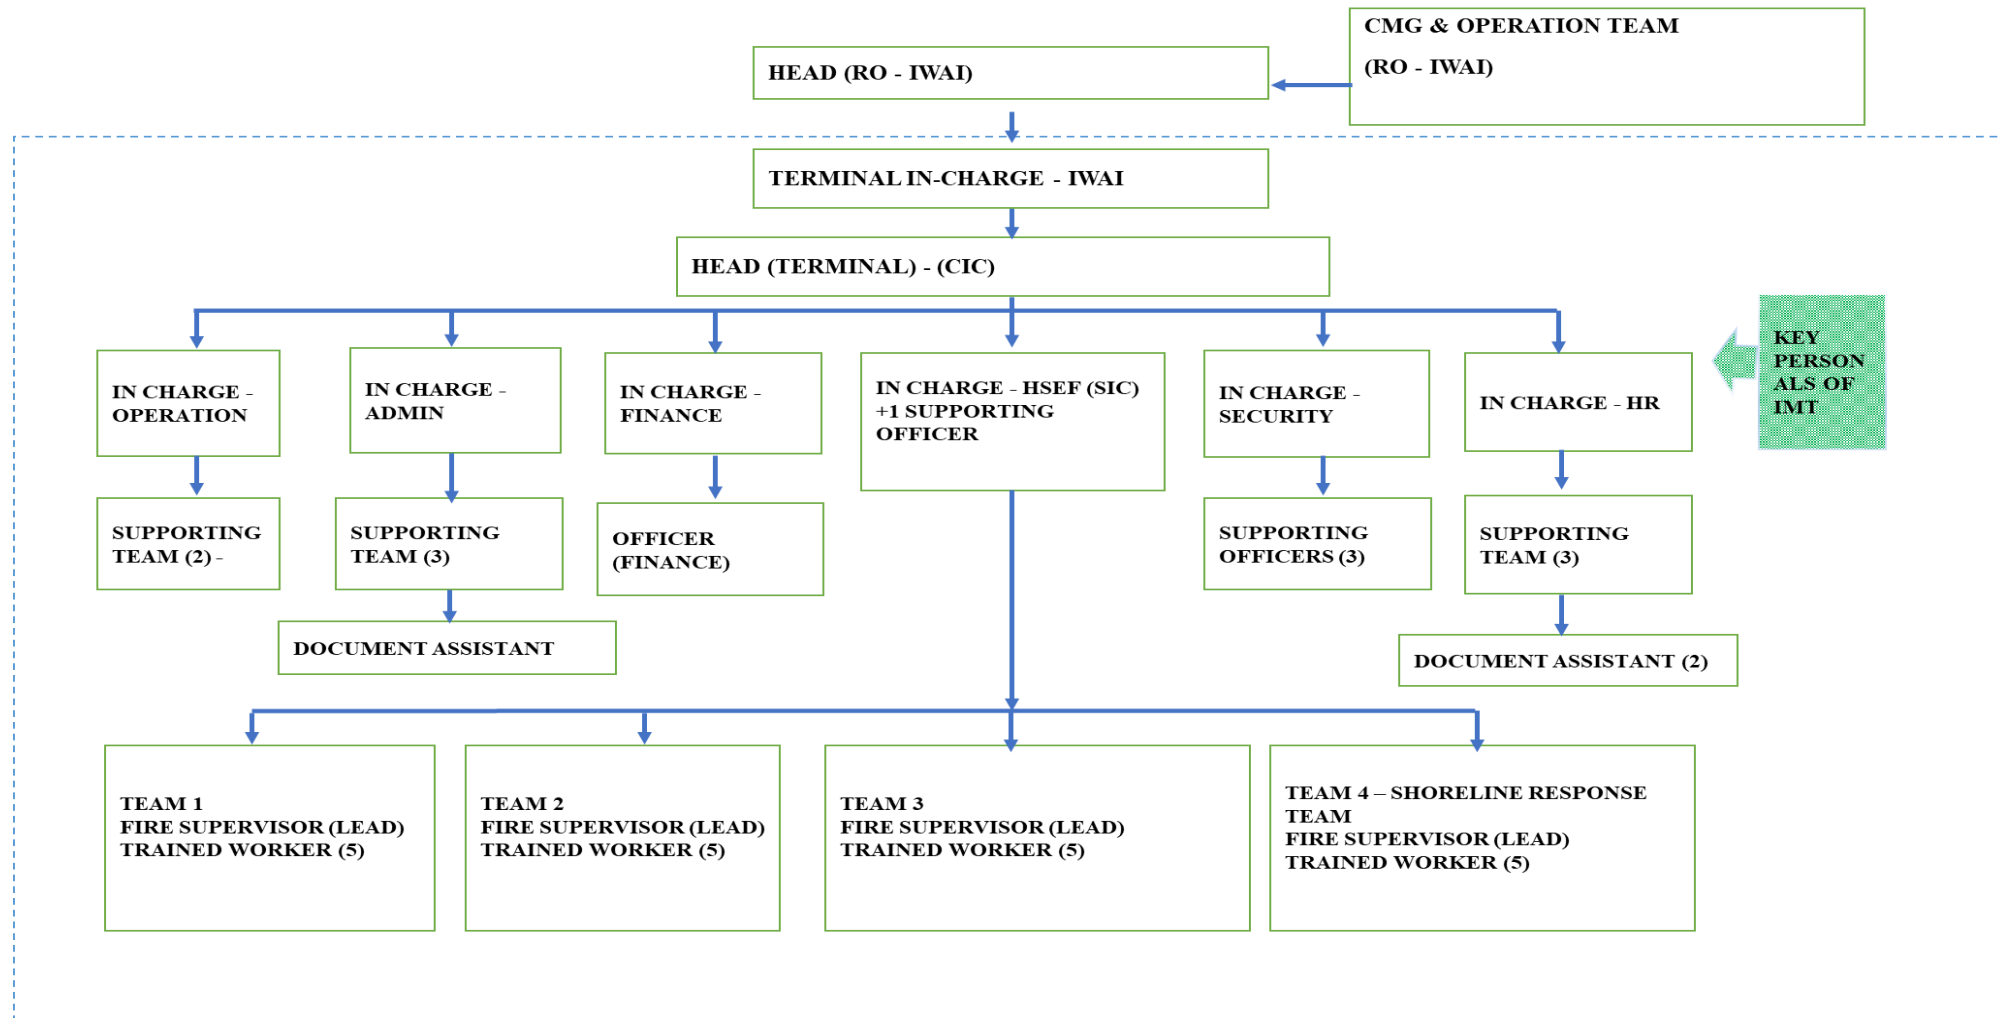 CMG & OPERATION TEAM
(RO - IWAI)
HEAD (RO - IWAI)
TERMINAL IN-CHARGE - IWAI
HEAD (TERMINAL) - (CIC)
IN CHARGE -
OPERATION
IN CHARGE -
ADMIN
IN CHARGE -
FINANCE
IN CHARGE - HSEF (SIC)
+1 SUPPORTING
OFFICER
IN CHARGE -
SECURITY
IN CHARGE - HR
KEY
PERSON
ALS OF
IMT
SUPPORTING
TEAM (2) -
SUPPORTING
TEAM (3)
OFFICER
(FINANCE)
SUPPORTING
OFFICERS (3)
SUPPORTING
TEAM (3)
DOCUMENT ASSISTANT
DOCUMENT ASSISTANT (2)
TEAM 1
FIRE SUPERVISOR (LEAD)
TRAINED WORKER (5)
TEAM 2
FIRE SUPERVISOR (LEAD)
TRAINED WORKER (5)
TEAM 3
FIRE SUPERVISOR (LEAD)
TRAINED WORKER (5)
TEAM 4 – SHORELINE RESPONSE
TEAM
FIRE SUPERVISOR (LEAD)
TRAINED WORKER (5)